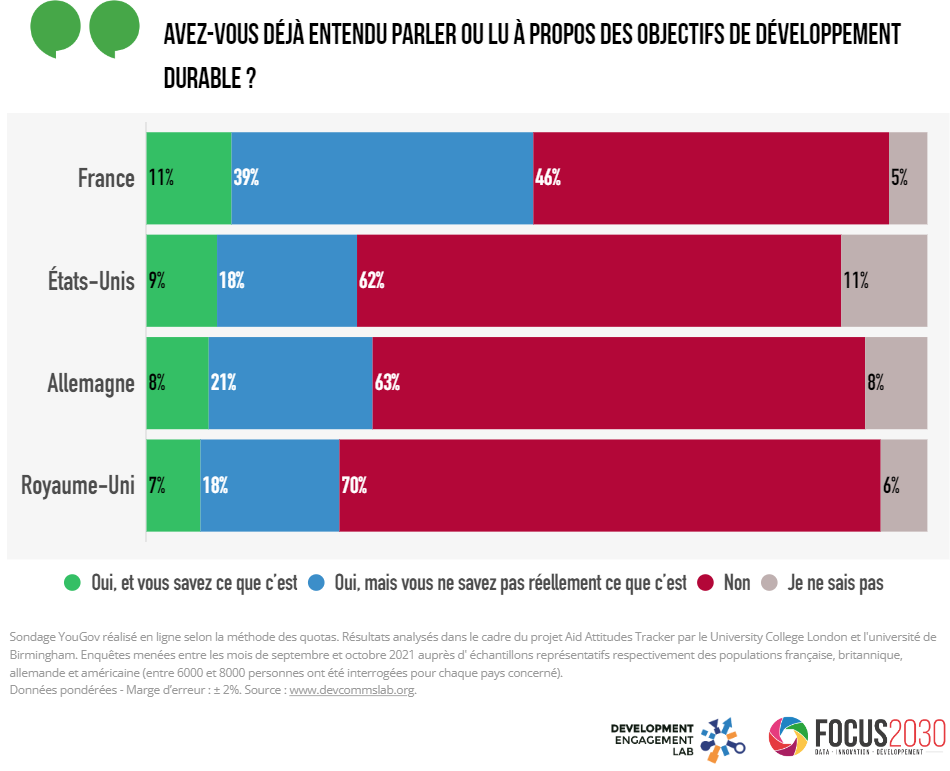 AVEZ-VOUS DÉJÀ ENTENDU PARLER OU LU À PROPOS DES OBJECTIFS DE DÉVELOPPEMENT
DURABLE ?
France 11% 39% 46% 5%
États-Unis 9% 18% 62% 11%
Allemagne 8% 21% 63% 8%
Royaume-Uni 7% 18% 70% 6%
Oui, et vous savez ce que c'est Oui, mais vous ne savez pas réellement ce que c'est Non Je ne sais pas
Sondage YouGov réalisé en ligne selon la méthode des quotas. Résultats analysés dans le cadre du projet Aid Attitudes Tracker par le University College London et l'université de
Birmingham. Enquêtes menées entre les mois de septembre et octobre 2021 auprès d' échantillons représentatifs respectivement des populations française, britannique,
allemande et américaine (entre 6000 et 8000 personnes ont été interrogées pour chaque pays concerné).
Données pondérées - Marge d'erreur : ± 2%. Source : www.devcommslab.org.
DEVELOPMENT
ENGAGEMENT
LAB
FOCUS2030
DATA · INNOVATION · DÉVELOPPEMENT